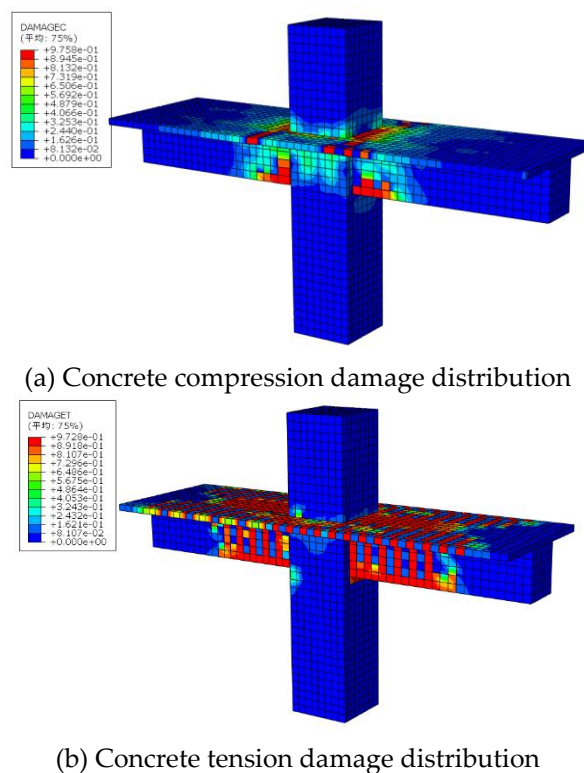 DAMAGEC
(平均: 75%)
+9.758e-01
+8.945e-01
+8.132e-01
+7.319e-01
+6.506e-01
+5.692e-01
+4.879e-01
+4.066e-01
+3.253e-01
+2.440e-01
+1.626e-01
+8.132e-02
+0.000e+00
(a) Concrete compression damage distribution
DAMAGET
(平均: 75%)
+9.728e-01
+8.918e-01
+8.107e-01
+7.296e-01
+6.486e-01
+5.675e-01
+4.864e-01
+4.053e-01
+3.243e-01
+2.432e-01
+1.621e-01
+8.107e-02
+0.000e+00
(b) Concrete tension damage distribution